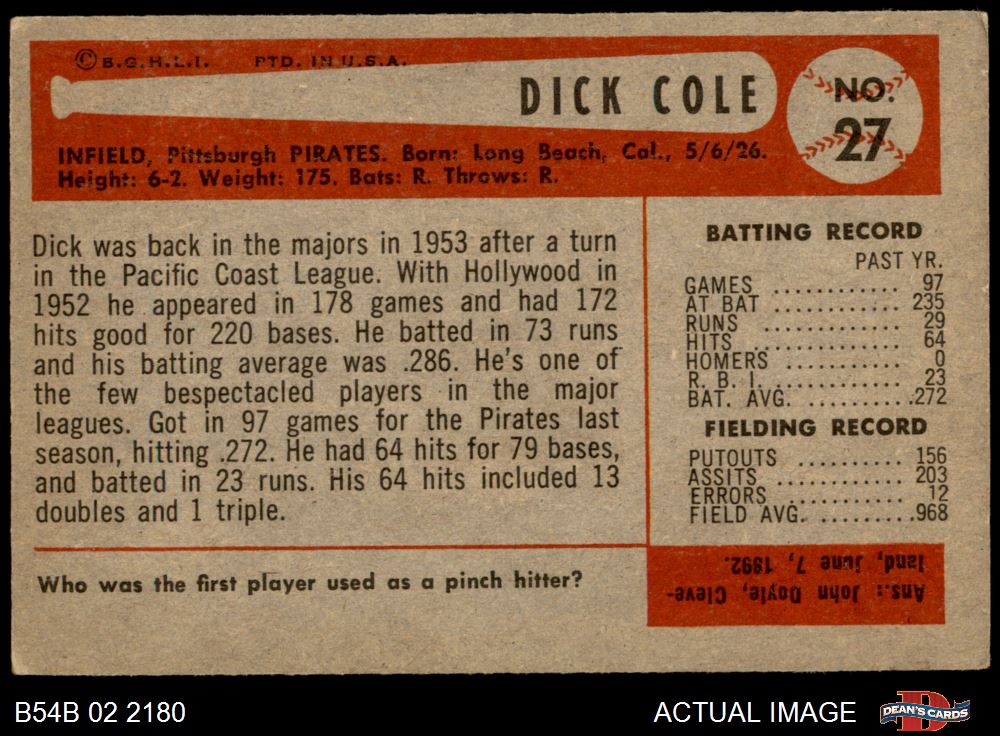 © B.G.H.L.I. PTD. IN U.S.A.
DICK COLE
NO.
27
INFIELD, Pittsburgh PIRATES. Born: Long Beach, Cal., 5/6/26.
Height: 6-2. Weight: 175. Bats: R. Throws: R.
Dick was back in the majors in 1953 after a turn
in the Pacific Coast League. With Hollywood in
1952 he appeared in 178 games and had 172
hits good for 220 bases. He batted in 73 runs
and his batting average was .286. He's one of
the few bespectacled players in the major
leagues. Got in 97 games for the Pirates last
season, hitting .272. He had 64 hits for 79 bases,
and batted in 23 runs. His 64 hits included 13
doubles and 1 triple.
BATTING RECORD
PAST YR.
GAMES ............ 97
AT BAT ............ 235
RUNS ............ 29
HITS ............ 64
HOMERS ............ 0
R. B. I. ............ 23
BAT. AVG. ..........272
FIELDING RECORD
PUTOUTS .......... 156
ASSITS .......... 203
ERRORS .......... 12
FIELD AVG. .........968
Who was the first player used as a pinch hitter?
Ans.: John Doyle, Cleve-
land, June 7, 1892.
B54B 02 2180
ACTUAL IMAGE
D
DEAN'S CARDS